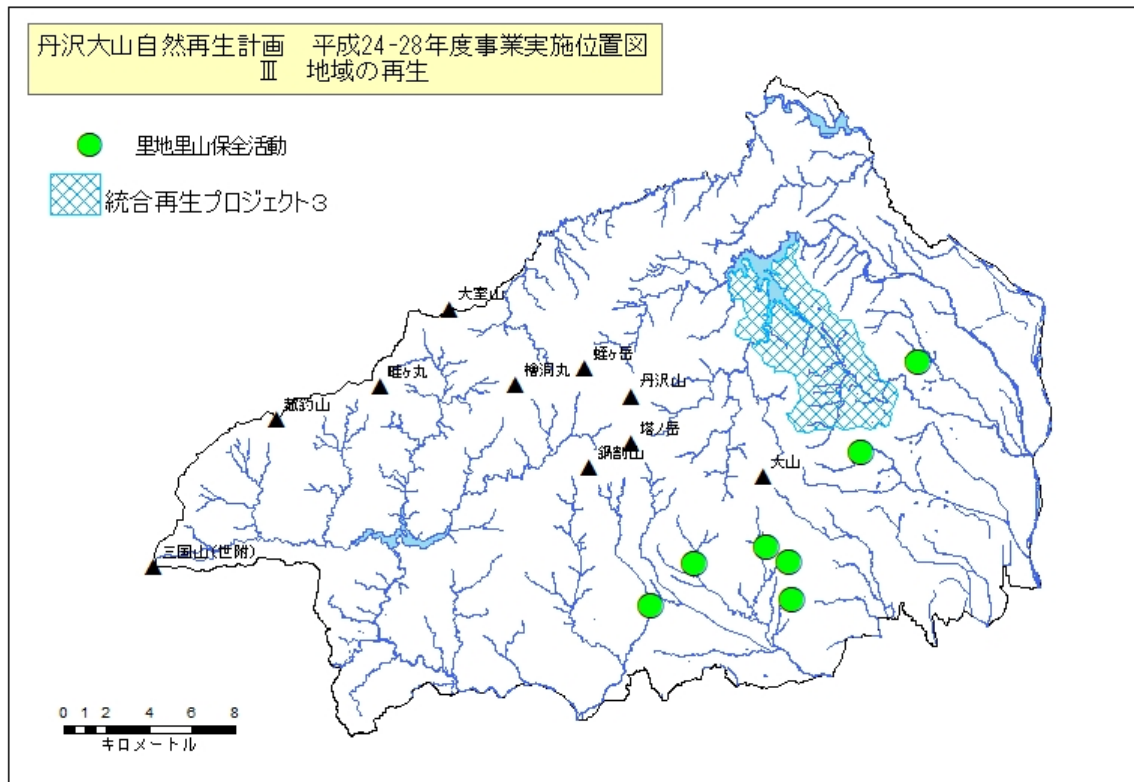 丹沢大山自然再生計画　平成24-28年度事業実施位置図
Ⅲ　地域の再生
里地里山保全活動
統合再生プロジェクト3
大室山
蛭ヶ岳
畦ヶ丸
檜洞丸
丹沢山
菰釣山
塔ノ岳
鍋割山
大山
三国山(世附)
0 1 2 4 6 8
キロメートル